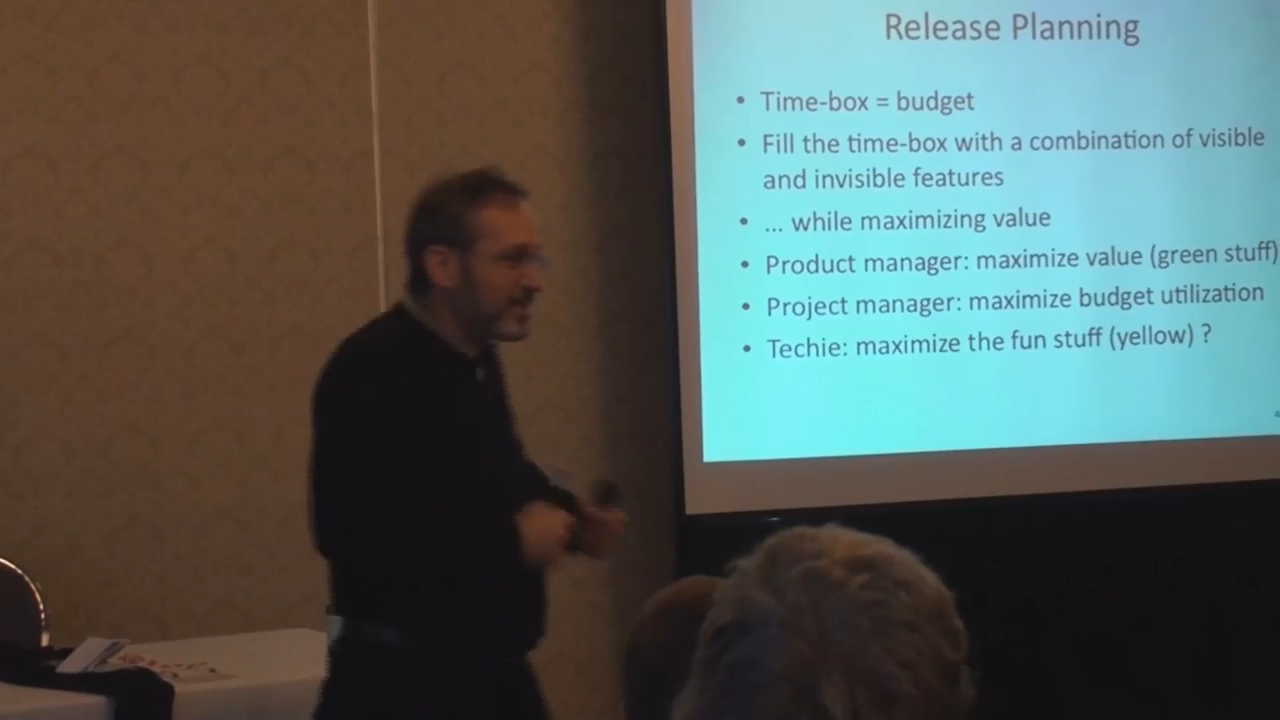 Release Planning
• Time-box = budget
• Fill the time-box with a combination of visible
and invisible features
• ... while maximizing value
• Product manager: maximize value (green stuff)
• Project manager: maximize budget utilization
• Techie: maximize the fun stuff (yellow) ?